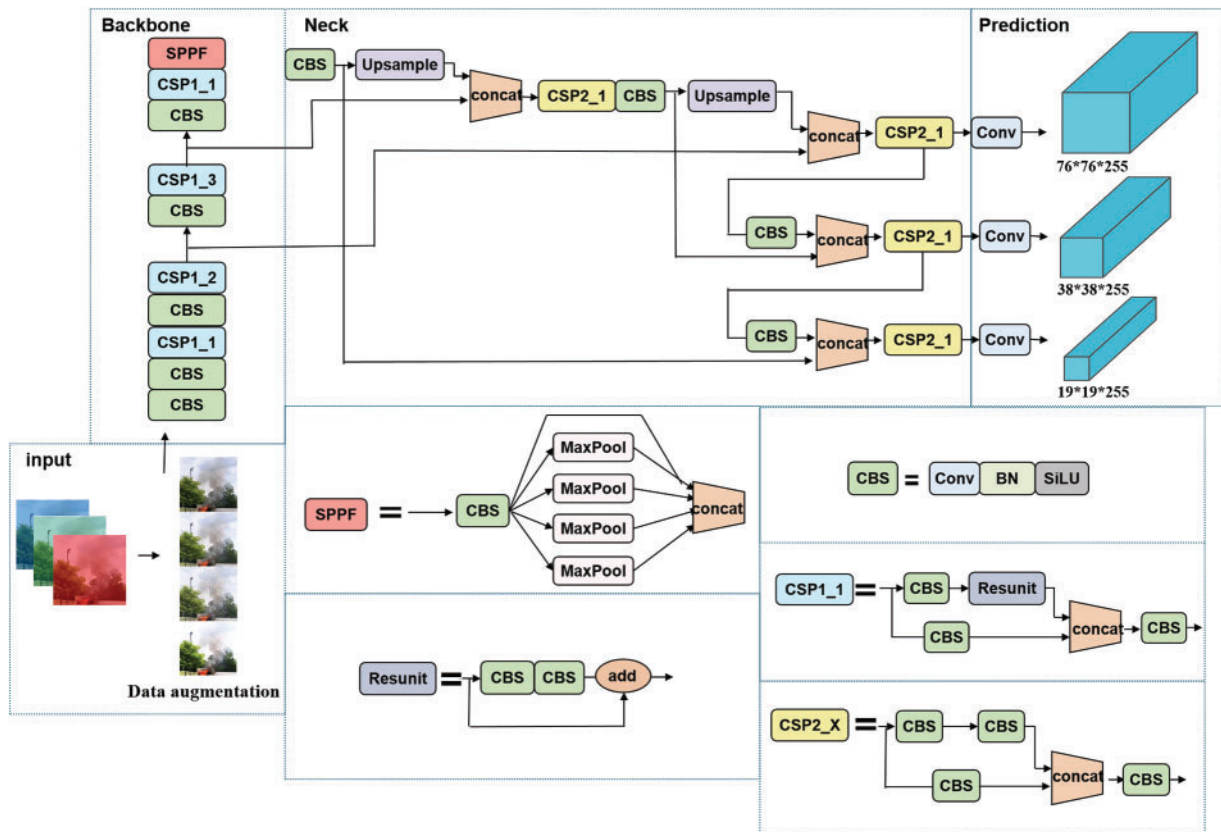 Backbone
SPPF
CSP1_1
CBS
CSP1_3
CBS
CSP1_2
CBS
CSP1_1
CBS
CBS
Neck
CBS
Upsample
concat
CSP2_1
CBS
Upsample
concat
CSP2_1
CBS
concat
CSP2_1
CBS
concat
CSP2_1
Prediction
Conv
76*76*255
Conv
38*38*255
Conv
19*19*255
input
Data augmentation
SPPF
=
CBS
MaxPool
MaxPool
MaxPool
MaxPool
concat
Resunit
=
CBS
CBS
add
CBS = Conv BN SiLU
CSP1_1
=
CBS
Resunit
CBS
concat
CBS
CSP2_X
=
CBS
CBS
CBS
concat
CBS